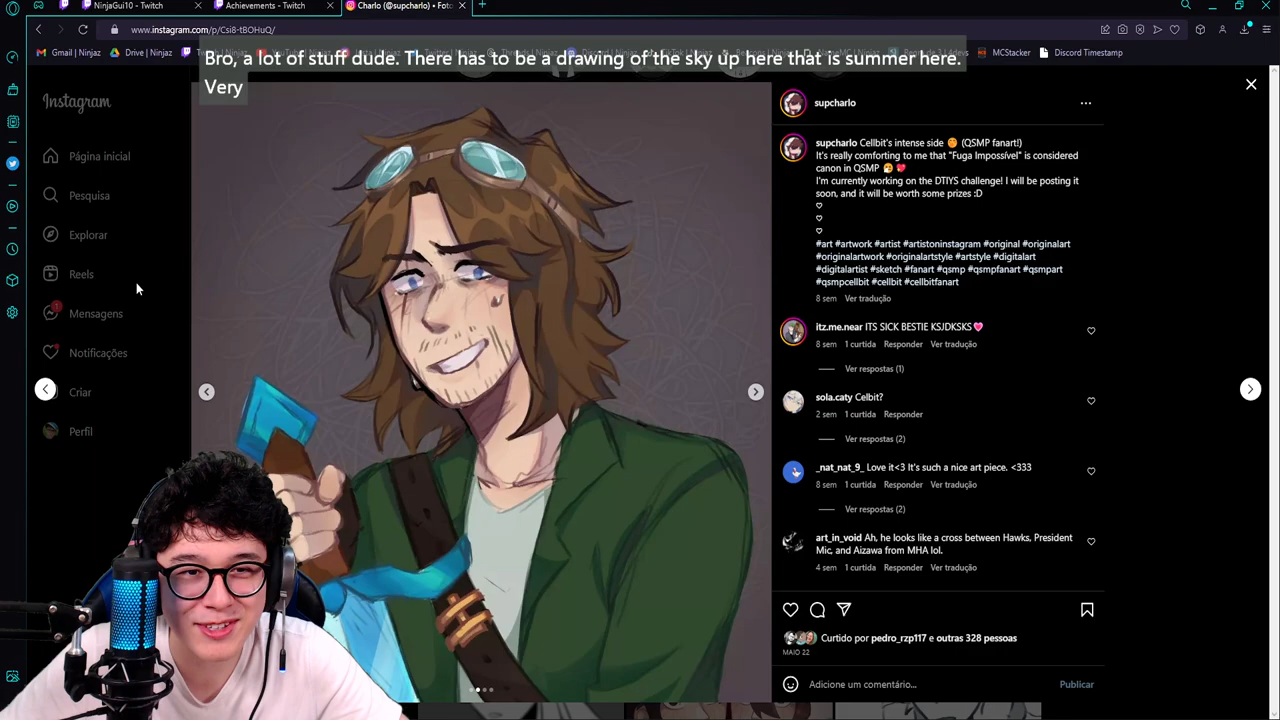 NinjaGui10 - Twitch
Achievements - Twitch
Charlo (@supcharlo) • Fot
www.instagram.com/p/Csi8-tBOHuQ/
Gmail | Ninjaz
Drive | Ninjaz
MCStacker
Discord Timestamp
Bro, a lot of stuff dude. There has to be a drawing of the sky up here that is summer here.
Very
Instagram
Página inicial
Pesquisa
Explorar
Reels
1
Mensagens
Notificações
Criar
Perfil
supcharlo
supcharlo Cellbit's intense side (QSMP fanart!)
It's really comforting to me that "Fuga Impossível" is considered
canon in QSMP
I'm currently working on the DTIYS challenge! I will be posting it
soon, and it will be worth some prizes :D
#art #artwork #artist #artistoninstagram #original #originalart
#originalartwork #originalartstyle #artstyle #digitalart
#digitalartist #sketch #fanart #qsmp #qsmpfanart #qsmpart
#qsmpcellbit #cellbit #cellbitfanart
8 sem Ver tradução
itz.me.near ITS SICK BESTIE KSJDKSKS
8 sem 1 curtida Responder Ver tradução
Ver respostas (1)
sola.caty Celbit?
2 sem 1 curtida Responder
Ver respostas (2)
_nat_nat_9_ Love it<3 It's such a nice art piece. <333
8 sem 1 curtida Responder Ver tradução
Ver respostas (2)
art_in_void Ah, he looks like a cross between Hawks, President
Mic, and Aizawa from MHA lol.
4 sem 1 curtida Responder Ver tradução
Curtido por pedro_rzp117 e outras 328 pessoas
MAIO 22
Adicione um comentário...
Publicar